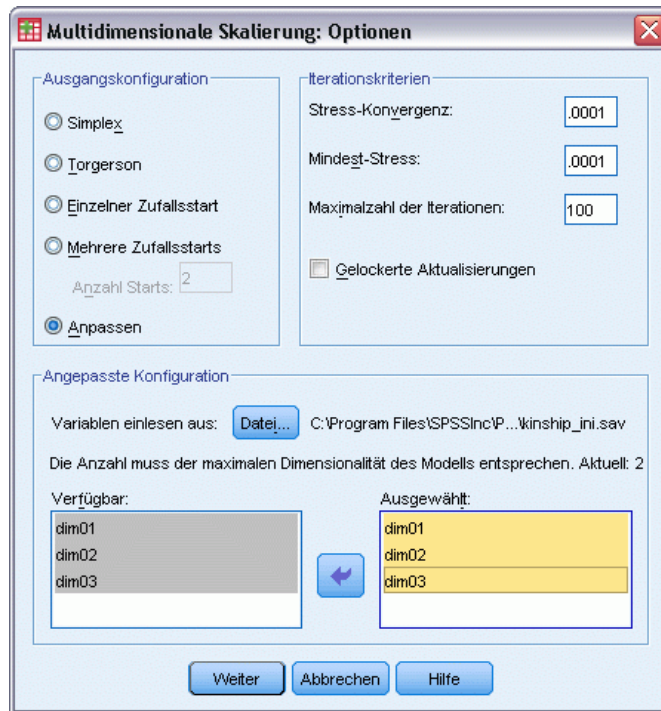 Multidimensionale Skalierung: Optionen
Ausgangskonfiguration
Simplex
Torgerson
Einzelner Zufallsstart
Mehrere Zufallsstarts
Anzahl Starts: 2
Anpassen
Iterationskriterien
Stress-Konvergenz: .0001
Mindest-Stress: .0001
Maximalzahl der Iterationen: 100
Gelockerte Aktualisierungen
Angepasste Konfiguration
Variablen einlesen aus: Datei... C:\Program Files\SPSSInc\P...\kinship_ini.sav
Die Anzahl muss der maximalen Dimensionalität des Modells entsprechen. Aktuell: 2
Verfügbar:
dim01
dim02
dim03
Ausgewählt:
dim01
dim02
dim03
Weiter Abbrechen Hilfe